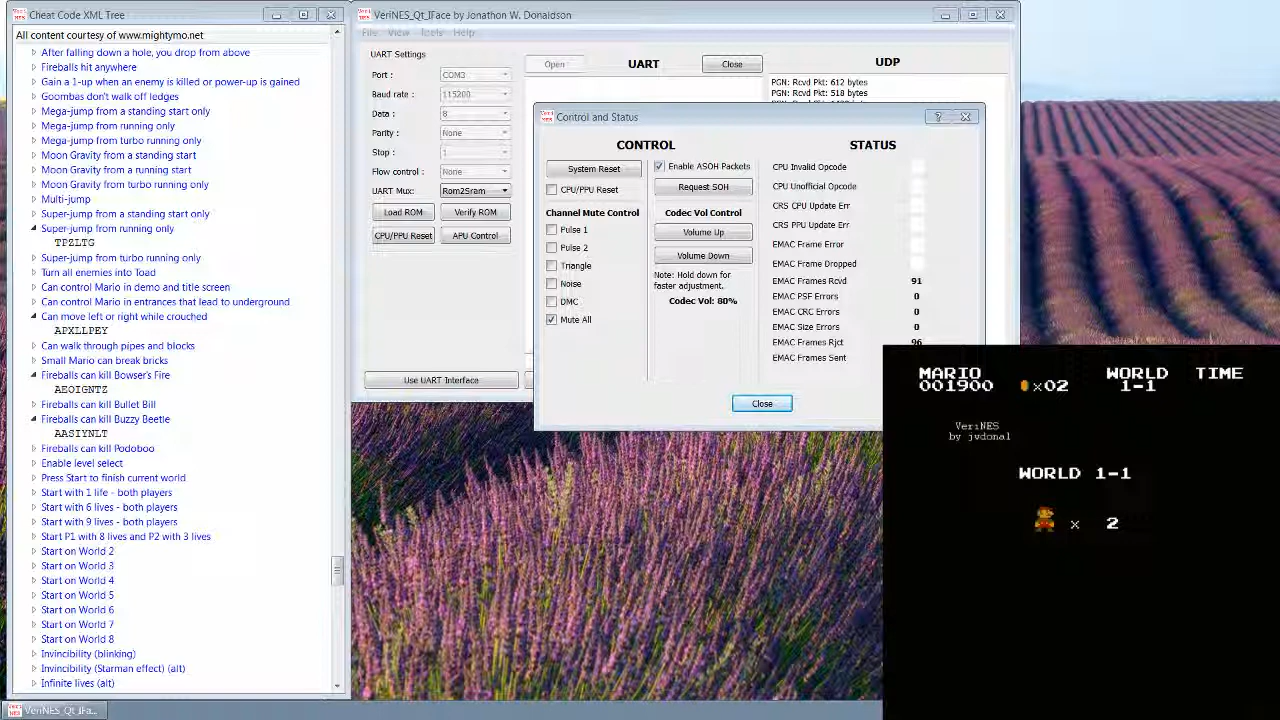 Cheat Code XML Tree
All content courtesy of www.mightymo.net
After falling down a hole, you drop from above
Fireballs hit anywhere
Gain a 1-up when an enemy is killed or power-up is gained
Goombas don't walk off ledges
Mega-jump from a standing start only
Mega-jump from running only
Mega-jump from turbo running only
Moon Gravity from a standing start
Moon Gravity from a running start
Moon Gravity from turbo running only
Multi-jump
Super-jump from a standing start only
Super-jump from running only
TPZLTG
Super-jump from turbo running only
Turn all enemies into Toad
Can control Mario in demo and title screen
Can control Mario in entrances that lead to underground
Can move left or right while crouched
APXLLPEY
Can walk through pipes and blocks
Small Mario can break bricks
Fireballs can kill Bowser's Fire
AEOIGNTZ
Fireballs can kill Bullet Bill
Fireballs can kill Buzzy Beetle
AASIYNLT
Fireballs can kill Podoboo
Enable level select
Press Start to finish current world
Start with 1 life - both players
Start with 6 lives - both players
Start with 9 lives - both players
Start P1 with 8 lives and P2 with 3 lives
Start on World 2
Start on World 3
Start on World 4
Start on World 5
Start on World 6
Start on World 7
Start on World 8
Invincibility (blinking)
Invincibility (Starman effect) (alt)
Infinite lives (alt)
VeriNES_Qt_IFace by Jonathon W. Donaldson
File View Tools Help
UART Settings
Port : COM3
Baud rate : 115200
Data : 8
Parity : None
Stop : 1
Flow control : None
UART Mux: Rom2Sram
Load ROM Verify ROM
CPU/PPU Reset APU Control
Use UART Interface
Open UART Close
UDP
PGN: Rcvd Pkt: 612 bytes
PGN: Rcvd Pkt: 518 bytes
Control and Status
CONTROL
System Reset
CPU/PPU Reset
Channel Mute Control
Pulse 1
Pulse 2
Triangle
Noise
DMC
Mute All
Enable ASOH Packets
Request SOH
Codec Vol Control
Volume Up
Volume Down
Note: Hold down for
faster adjustment.
Codec Vol: 80%
STATUS
CPU Invalid Opcode
CPU Unofficial Opcode
CRS CPU Update Err
CRS PPU Update Err
EMAC Frame Error
EMAC Frame Dropped
EMAC Frames Rcvd 91
EMAC PSF Errors 0
EMAC CRC Errors 0
EMAC Size Errors 0
EMAC Frames Rjct 96
EMAC Frames Sent
Close
MARIO WORLD TIME
001900 ×02 1-1
VeriNES
by jwdonal
WORLD 1-1
× 2
VeriNES_Qt_IFa...